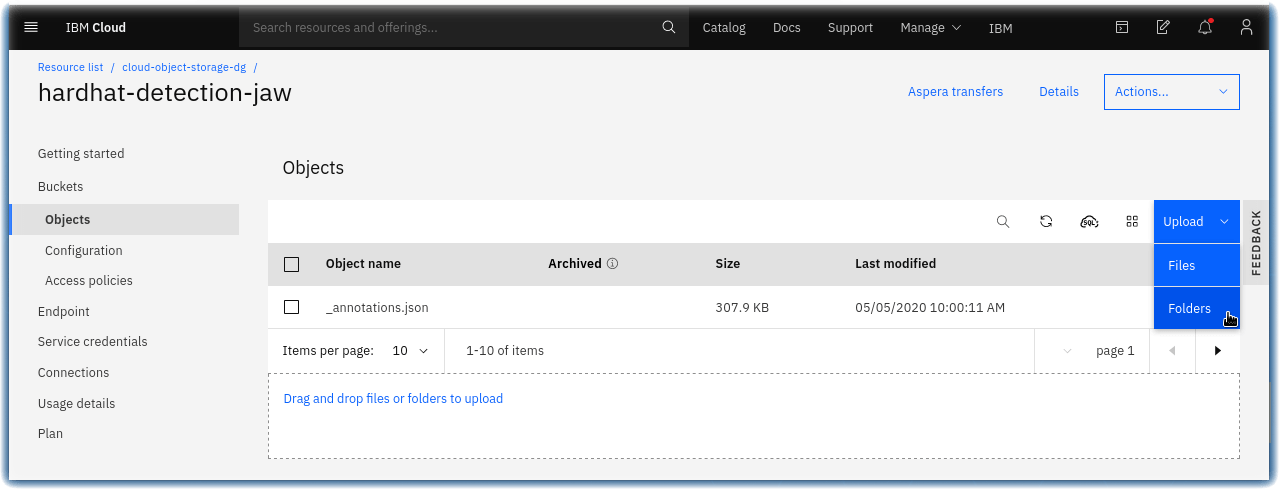 IBM Cloud
Search resources and offerings...
Catalog
Docs
Support
Manage
IBM
Resource list / cloud-object-storage-dg /
hardhat-detection-jaw
Aspera transfers
Details
Actions...
Getting started
Buckets
Objects
Configuration
Access policies
Endpoint
Service credentials
Connections
Usage details
Plan
Objects
SQL
Upload
Files
Folders
FEEDBACK
Object name Archived Size Last modified
_annotations.json 307.9 KB 05/05/2020 10:00:11 AM
Items per page: 10 1-10 of items page 1
Drag and drop files or folders to upload